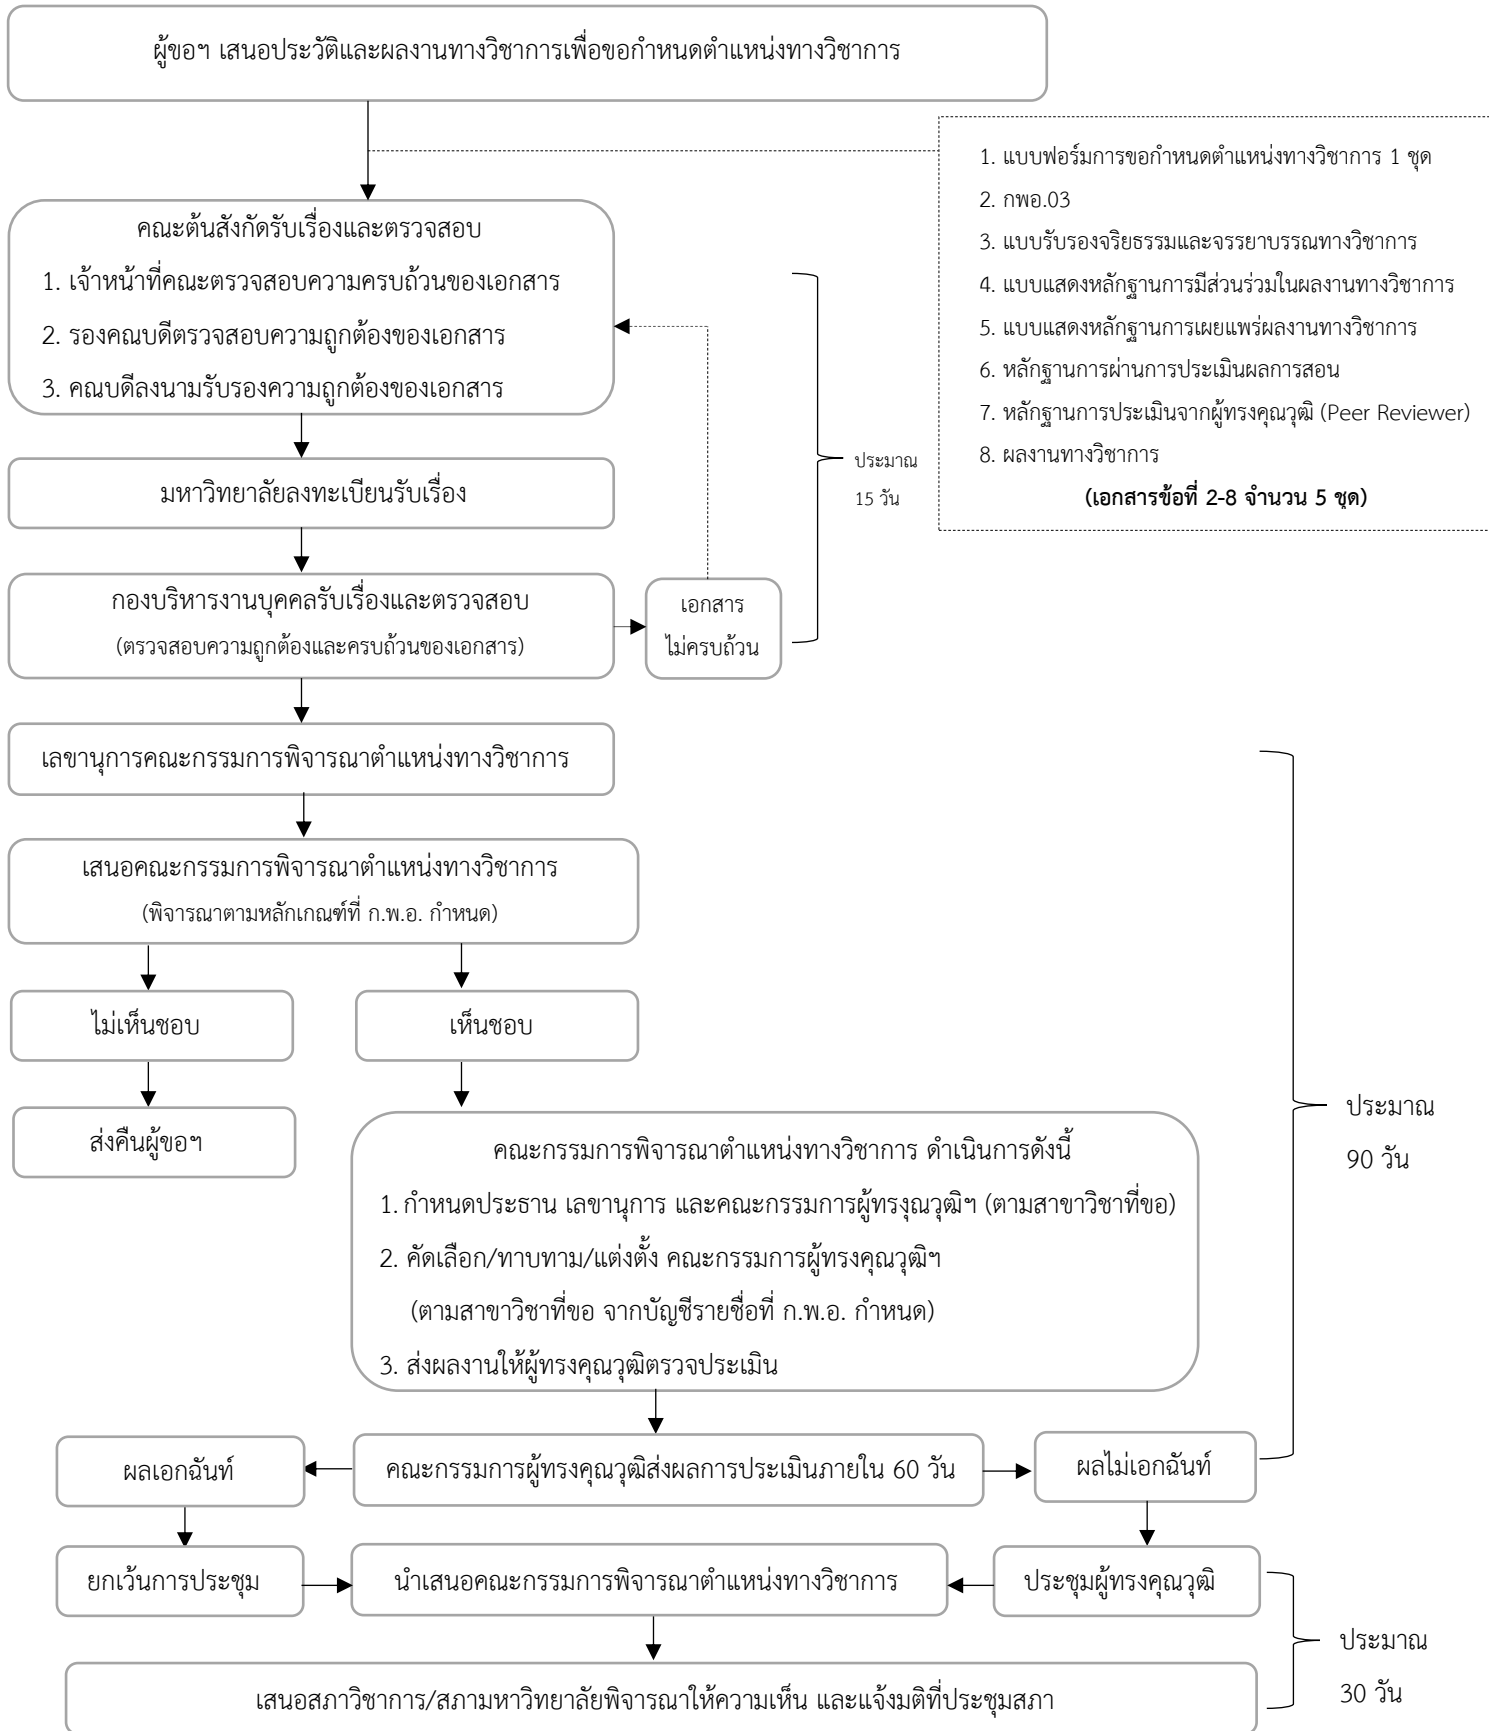 ผู้ขอฯ เสนอประวัติและผลงานทางวิชาการเพื่อขอกำหนดตำแหน่งทางวิชาการ
1. แบบฟอร์มการขอกำหนดตำแหน่งทางวิชาการ 1 ชุด
2. กพอ.03
3. แบบรับรองจริยธรรมและจรรยาบรรณทางวิชาการ
4. แบบแสดงหลักฐานการมีส่วนร่วมในผลงานทางวิชาการ
5. แบบแสดงหลักฐานการเผยแพร่ผลงานทางวิชาการ
6. หลักฐานการผ่านการประเมินผลการสอน
7. หลักฐานการประเมินจากผู้ทรงคุณวุฒิ (Peer Reviewer)
8. ผลงานทางวิชาการ
(เอกสารข้อที่ 2-8 จำนวน 5 ชุด)
คณะต้นสังกัดรับเรื่องและตรวจสอบ
1. เจ้าหน้าที่คณะตรวจสอบความครบถ้วนของเอกสาร
2. รองคณบดีตรวจสอบความถูกต้องของเอกสาร
3. คณบดีลงนามรับรองความถูกต้องของเอกสาร
ประมาณ
15 วัน
มหาวิทยาลัยลงทะเบียนรับเรื่อง
กองบริหารงานบุคคลรับเรื่องและตรวจสอบ
(ตรวจสอบความถูกต้องและครบถ้วนของเอกสาร)
เอกสาร
ไม่ครบถ้วน
เลขานุการคณะกรรมการพิจารณาตำแหน่งทางวิชาการ
เสนอคณะกรรมการพิจารณาตำแหน่งทางวิชาการ
(พิจารณาตามหลักเกณฑ์ที่ ก.พ.อ. กำหนด)
ไม่เห็นชอบ
เห็นชอบ
ส่งคืนผู้ขอฯ
ประมาณ
90 วัน
คณะกรรมการพิจารณาตำแหน่งทางวิชาการ ดำเนินการดังนี้
1. กำหนดประธาน เลขานุการ และคณะกรรมการผู้ทรงุณวุฒิฯ (ตามสาขาวิชาที่ขอ)
2. คัดเลือก/ทาบทาม/แต่งตั้ง คณะกรรมการผู้ทรงคุณวุฒิฯ
(ตามสาขาวิชาที่ขอ จากบัญชีรายชื่อที่ ก.พ.อ. กำหนด)
3. ส่งผลงานให้ผู้ทรงคุณวุฒิตรวจประเมิน
ผลเอกฉันท์
คณะกรรมการผู้ทรงคุณวุฒิส่งผลการประเมินภายใน 60 วัน
ผลไม่เอกฉันท์
ยกเว้นการประชุม
นำเสนอคณะกรรมการพิจารณาตำแหน่งทางวิชาการ
ประชุมผู้ทรงคุณวุฒิ
ประมาณ
30 วัน
เสนอสภาวิชาการ/สภามหาวิทยาลัยพิจารณาให้ความเห็น และแจ้งมติที่ประชุมสภา